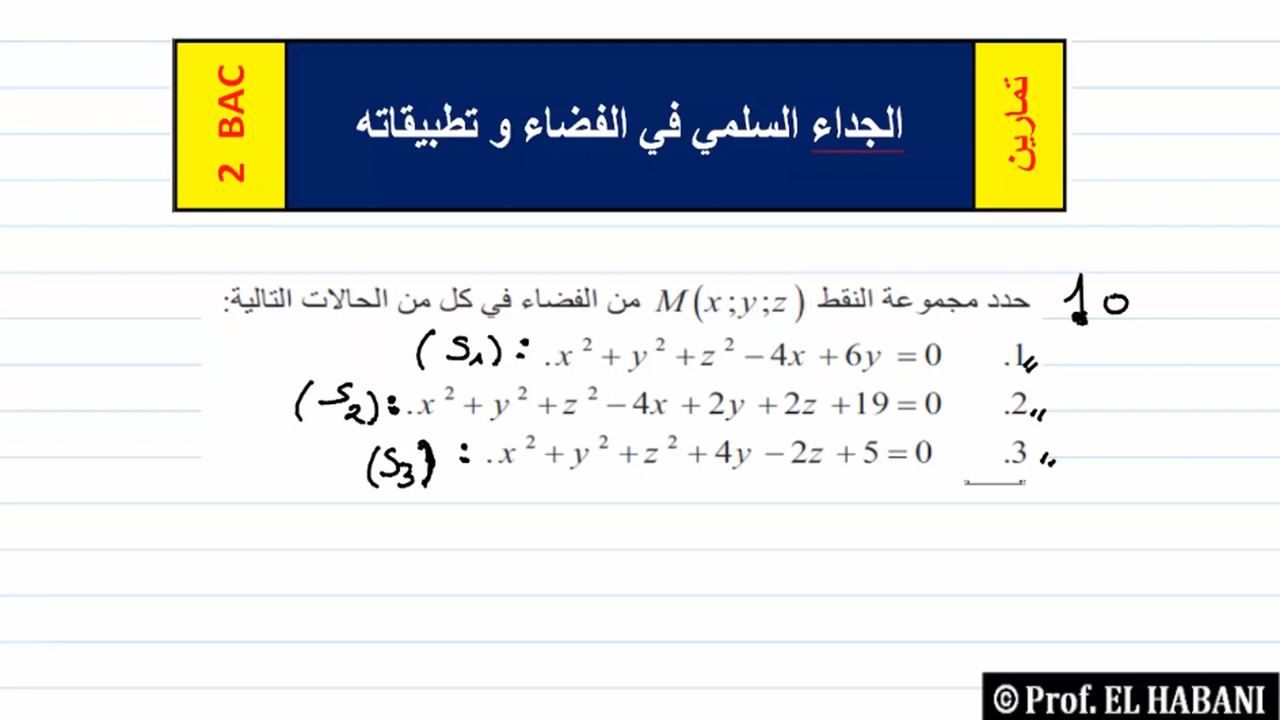 2 BAC
الجداء السلمي في الفضاء و تطبيقاته
تمارين
10
حدد مجموعة النقط M(x;y;z) من الفضاء في كل من الحالات التالية:
.1 (S1): .x² + y² + z² − 4x + 6y = 0
.2 (S2): .x² + y² + z² − 4x + 2y + 2z + 19 = 0
.3 (S3): .x² + y² + z² + 4y − 2z + 5 = 0
© Prof. EL HABANI